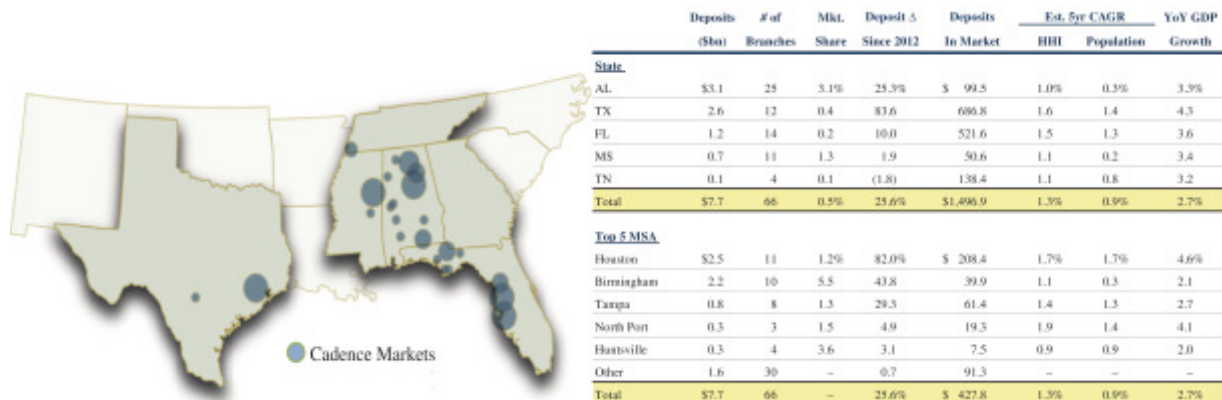 Cadence Markets
Deposits # of Mkt. Deposit Δ Deposits Est. 5yr CAGR YoY GDP
($bn) Branches Share Since 2012 In Market HHI Population Growth
State
AL $3.1 25 3.1% 25.3% $ 99.5 1.0% 0.3% 3.3%
TX 2.6 12 0.4 83.6 686.8 1.6 1.4 4.3
FL 1.2 14 0.2 10.0 521.6 1.5 1.3 3.6
MS 0.7 11 1.3 1.9 50.6 1.1 0.2 3.4
TN 0.1 4 0.1 (1.8) 138.4 1.1 0.8 3.2
Total $7.7 66 0.5% 25.6% $1,496.9 1.3% 0.9% 2.7%
Top 5 MSA
Houston $2.5 11 1.2% 82.0% $ 208.4 1.7% 1.7% 4.6%
Birmingham 2.2 10 5.5 43.8 39.9 1.1 0.3 2.1
Tampa 0.8 8 1.3 29.3 61.4 1.4 1.3 2.7
North Port 0.3 3 1.5 4.9 19.3 1.9 1.4 4.1
Huntsville 0.3 4 3.6 3.1 7.5 0.9 0.9 2.0
Other 1.6 30 – 0.7 91.3 – – –
Total $7.7 66 – 25.6% $ 427.8 1.3% 0.9% 2.7%